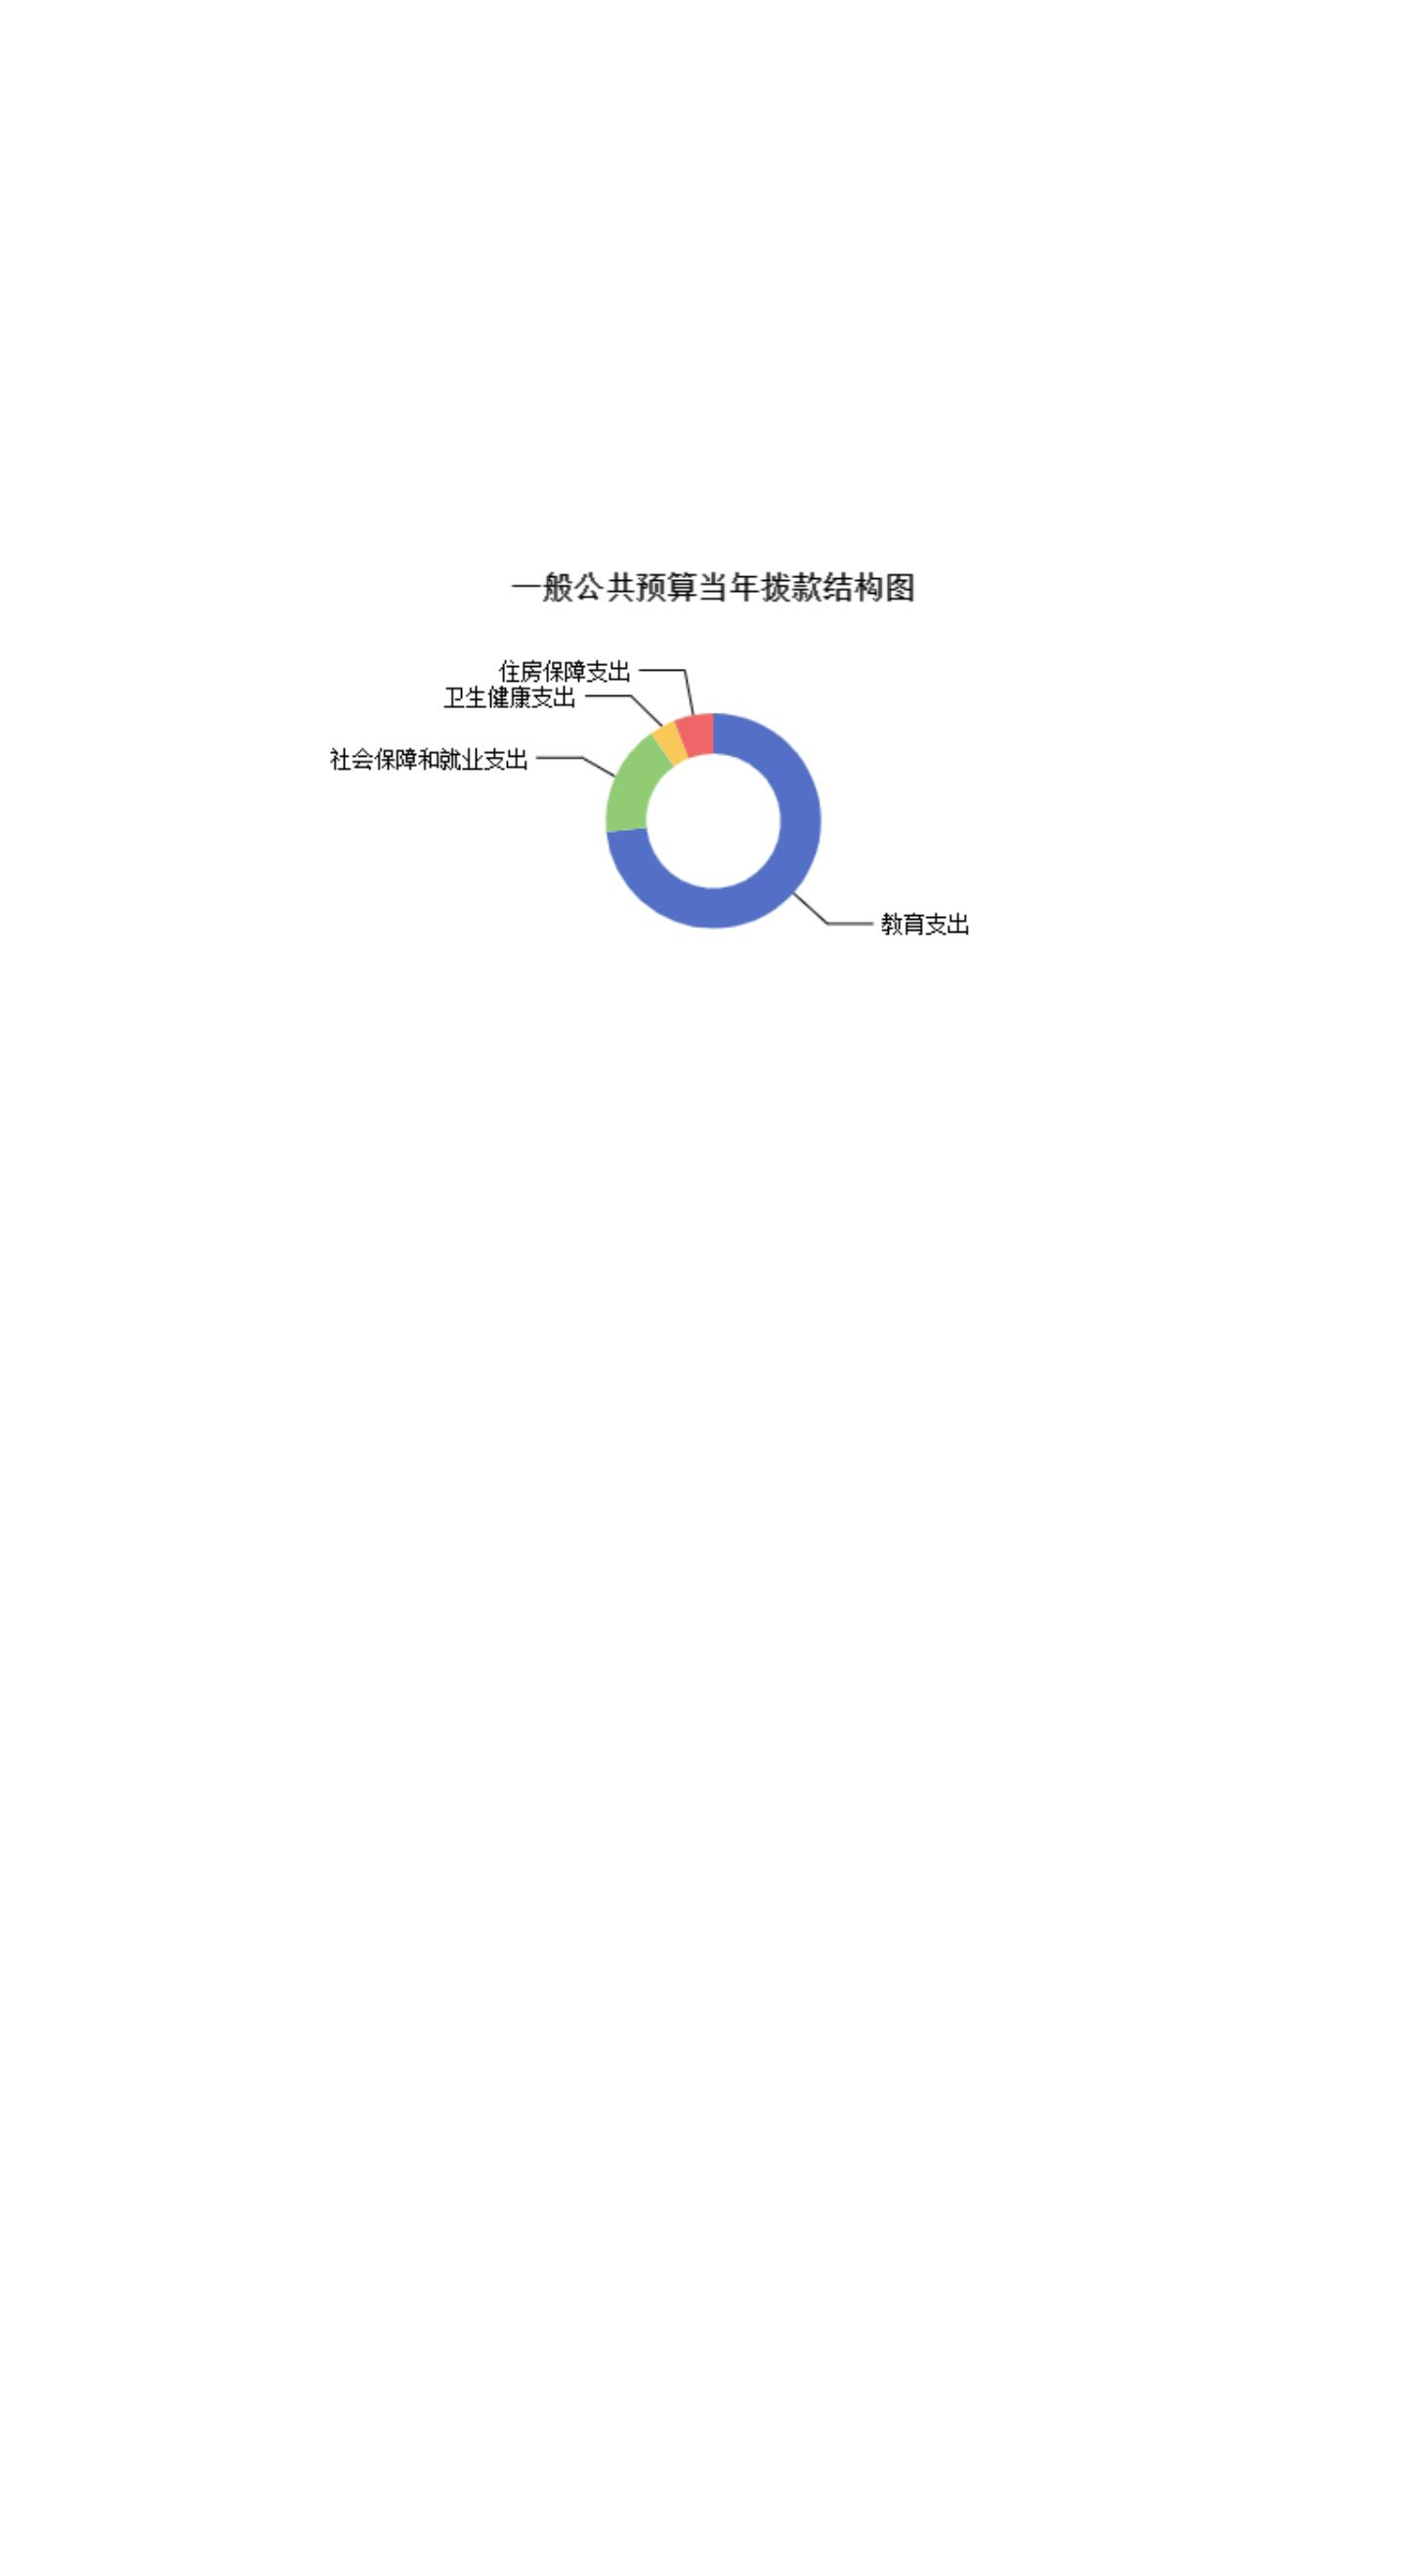 一般公共预算当年拨款结构图
住房保障支出
卫生健康支出
社会保障和就业支出
教育支出